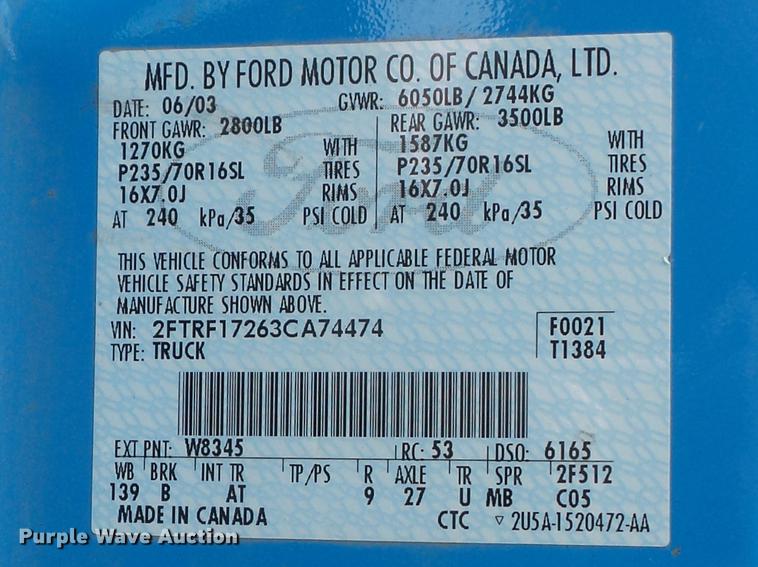 MFD. BY FORD MOTOR CO. OF CANADA, LTD.
DATE: 06/03 GVWR: 6050LB/ 2744KG
FRONT GAWR: 2800LB REAR GAWR: 3500LB
1270KG WITH 1587KG WITH
P235/70R16SL TIRES P235/70R16SL TIRES
16X7.0J RIMS 16X7.0J RIMS
AT 240 kPa/35 PSI COLD AT 240 kPa/35 PSI COLD
Ford
THIS VEHICLE CONFORMS TO ALL APPLICABLE FEDERAL MOTOR
VEHICLE SAFETY STANDARDS IN EFFECT ON THE DATE OF
MANUFACTURE SHOWN ABOVE.
VIN: 2FTRF17263CA74474 F0021
TYPE: TRUCK T1384
EXT PNT: W8345 RC: 53 DSO: 6165
WB BRK INT TR TP/PS R AXLE TR SPR 2F512
139 B AT 9 27 U MB C05
MADE IN CANADA CTC ▽ 2U5A-1520472-AA
Purple Wave Auction